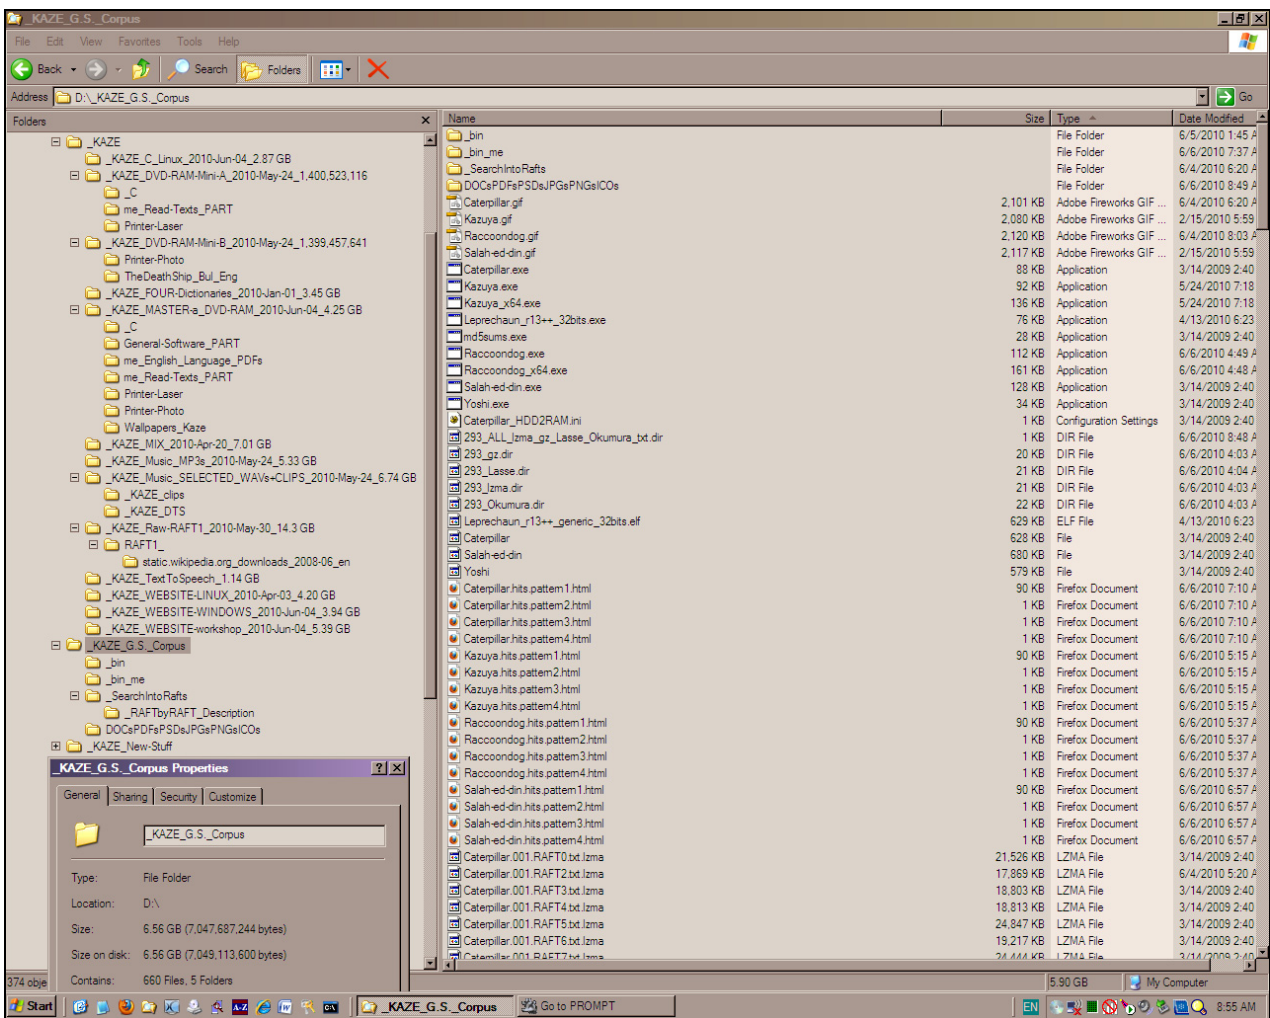 _KAZE_G.S._Corpus
File Edit View Favorites Tools Help
Back Search Folders
Address D:\_KAZE_G.S._Corpus Go
Folders
_KAZE
_KAZE_C_Linux_2010-Jun-04_2.87 GB
_KAZE_DVD-RAM-Mini-A_2010-May-24_1,400,523,116
_C
me_Read-Texts_PART
Printer-Laser
_KAZE_DVD-RAM-Mini-B_2010-May-24_1,399,457,641
Printer-Photo
TheDeathShip_Bul_Eng
_KAZE_FOUR-Dictionaries_2010-Jan-01_3.45 GB
_KAZE_MASTER-a_DVD-RAM_2010-Jun-04_4.25 GB
_C
General-Software_PART
me_English_Language_PDFs
me_Read-Texts_PART
Printer-Laser
Printer-Photo
Wallpapers_Kaze
_KAZE_MIX_2010-Apr-20_7.01 GB
_KAZE_Music_MP3s_2010-May-24_5.33 GB
_KAZE_Music_SELECTED_WAVs+CLIPS_2010-May-24_6.74 GB
_KAZE_clips
_KAZE_DTS
_KAZE_Raw-RAFT1_2010-May-30_14.3 GB
RAFT1_
static.wikipedia.org_downloads_2008-06_en
_KAZE_TextToSpeech_1.14 GB
_KAZE_WEBSITE-LINUX_2010-Apr-03_4.20 GB
_KAZE_WEBSITE-WINDOWS_2010-Jun-04_3.94 GB
_KAZE_WEBSITE-workshop_2010-Jun-04_5.39 GB
_KAZE_G.S._Corpus
_bin
_bin_me
_SearchIntoRafts
_RAFTbyRAFT_Description
DOCsPDFsPSDsJPGsPNGsICOs
_KAZE_New-Stuff
_KAZE_G.S._Corpus Properties
General Sharing Security Customize
_KAZE_G.S._Corpus
Type: File Folder
Location: D:\
Size: 6.56 GB (7,047,687,244 bytes)
Size on disk: 6.56 GB (7,049,113,600 bytes)
Contains: 660 Files, 5 Folders
Name Size Type Date Modified
_bin File Folder 6/5/2010 1:45 A
_bin_me File Folder 6/6/2010 7:37 A
_SearchIntoRafts File Folder 6/4/2010 6:20 A
DOCsPDFsPSDsJPGsPNGsICOs File Folder 6/6/2010 8:49 A
Caterpillar.gif 2,101 KB Adobe Fireworks GIF ... 6/4/2010 6:20 A
Kazuya.gif 2,080 KB Adobe Fireworks GIF ... 2/15/2010 5:59
Raccoondog.gif 2,120 KB Adobe Fireworks GIF ... 6/4/2010 8:03 A
Salah-ed-din.gif 2,117 KB Adobe Fireworks GIF ... 2/15/2010 5:59
Caterpillar.exe 88 KB Application 3/14/2009 2:40
Kazuya.exe 92 KB Application 5/24/2010 7:18
Kazuya_x64.exe 136 KB Application 5/24/2010 7:18
Leprechaun_r13++_32bits.exe 76 KB Application 4/13/2010 6:23
md5sums.exe 28 KB Application 3/14/2009 2:40
Raccoondog.exe 112 KB Application 6/6/2010 4:49 A
Raccoondog_x64.exe 161 KB Application 6/6/2010 4:48 A
Salah-ed-din.exe 128 KB Application 3/14/2009 2:40
Yoshi.exe 34 KB Application 3/14/2009 2:40
Caterpillar_HDD2RAM.ini 1 KB Configuration Settings 3/14/2009 2:40
293_ALL_lzma_gz_Lasse_Okumura_txt.dir 1 KB DIR File 6/6/2010 8:48 A
293_gz.dir 20 KB DIR File 6/6/2010 4:03 A
293_Lasse.dir 21 KB DIR File 6/6/2010 4:04 A
293_lzma.dir 21 KB DIR File 6/6/2010 4:03 A
293_Okumura.dir 22 KB DIR File 6/6/2010 4:03 A
Leprechaun_r13++_generic_32bits.elf 629 KB ELF File 4/13/2010 6:23
Caterpillar 628 KB File 3/14/2009 2:40
Salah-ed-din 680 KB File 3/14/2009 2:40
Yoshi 579 KB File 3/14/2009 2:40
Caterpillar.hits.pattern1.html 90 KB Firefox Document 6/6/2010 7:10 A
Caterpillar.hits.pattern2.html 1 KB Firefox Document 6/6/2010 7:10 A
Caterpillar.hits.pattern3.html 1 KB Firefox Document 6/6/2010 7:10 A
Caterpillar.hits.pattern4.html 1 KB Firefox Document 6/6/2010 7:10 A
Kazuya.hits.pattern1.html 90 KB Firefox Document 6/6/2010 5:15 A
Kazuya.hits.pattern2.html 1 KB Firefox Document 6/6/2010 5:15 A
Kazuya.hits.pattern3.html 1 KB Firefox Document 6/6/2010 5:15 A
Kazuya.hits.pattern4.html 1 KB Firefox Document 6/6/2010 5:15 A
Raccoondog.hits.pattern1.html 90 KB Firefox Document 6/6/2010 5:37 A
Raccoondog.hits.pattern2.html 1 KB Firefox Document 6/6/2010 5:37 A
Raccoondog.hits.pattern3.html 1 KB Firefox Document 6/6/2010 5:37 A
Raccoondog.hits.pattern4.html 1 KB Firefox Document 6/6/2010 5:37 A
Salah-ed-din.hits.pattern1.html 90 KB Firefox Document 6/6/2010 6:57 A
Salah-ed-din.hits.pattern2.html 1 KB Firefox Document 6/6/2010 6:57 A
Salah-ed-din.hits.pattern3.html 1 KB Firefox Document 6/6/2010 6:57 A
Salah-ed-din.hits.pattern4.html 1 KB Firefox Document 6/6/2010 6:57 A
Caterpillar.001.RAFT0.txt.lzma 21,526 KB LZMA File 3/14/2009 2:40
Caterpillar.001.RAFT2.txt.lzma 17,869 KB LZMA File 6/4/2010 5:20 A
Caterpillar.001.RAFT3.txt.lzma 18,803 KB LZMA File 3/14/2009 2:40
Caterpillar.001.RAFT4.txt.lzma 18,813 KB LZMA File 3/14/2009 2:40
Caterpillar.001.RAFT5.txt.lzma 24,847 KB LZMA File 3/14/2009 2:40
Caterpillar.001.RAFT6.txt.lzma 19,217 KB LZMA File 3/14/2009 2:40
Caterpillar.001.RAFT7.txt.lzma 24,444 KB LZMA File 3/14/2009 2:40
374 obje 5.90 GB My Computer
Start A-Z _KAZE_G.S._Corpus Go to PROMPT EN 8:55 AM